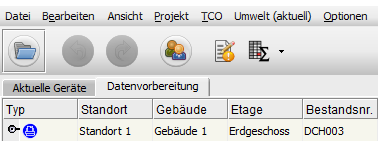 Datei Bearbeiten Ansicht Projekt TCO Umwelt (aktuell) Optionen
Aktuelle Geräte Datenvorbereitung
Typ Standort Gebäude Etage Bestandsnr.
Standort 1 Gebäude 1 Erdgeschoss DCH003